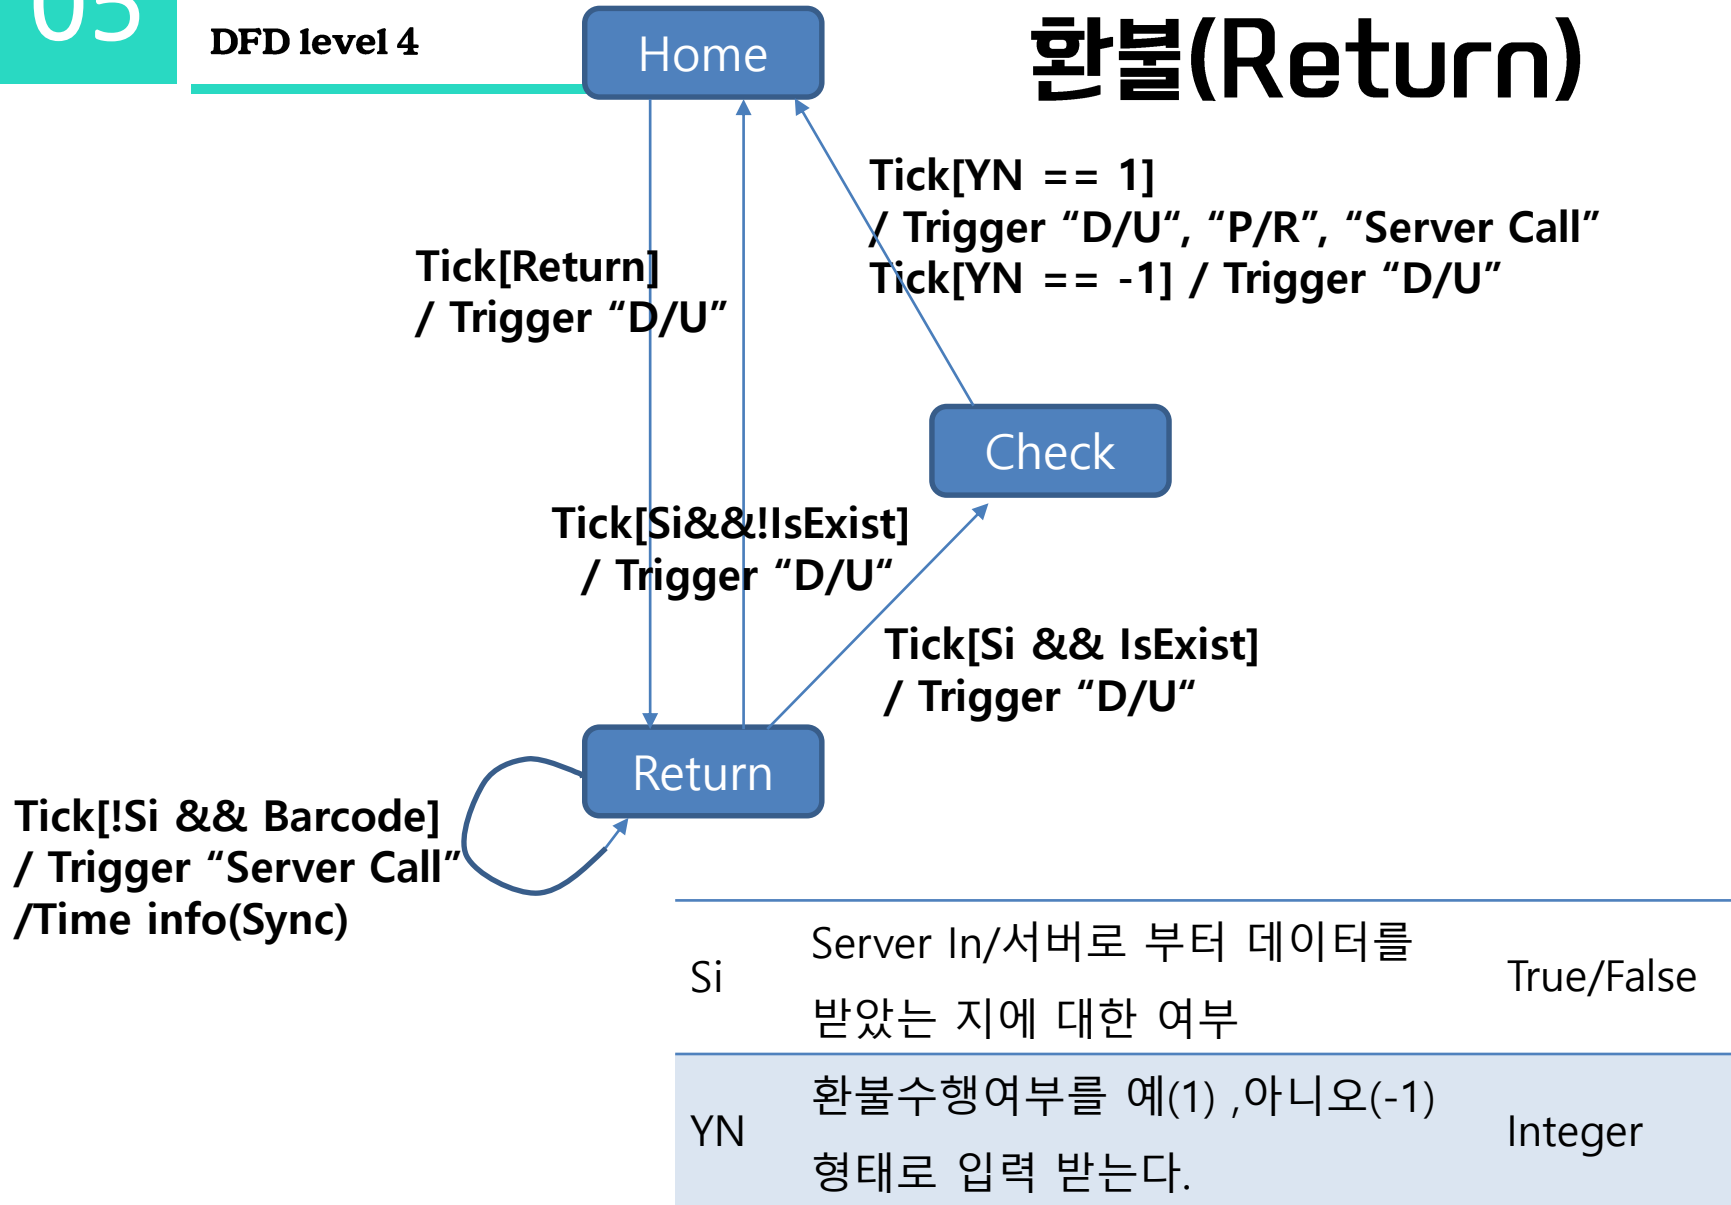 05
DFD level 4
환불(Return)
Home
Tick[YN == 1]
/ Trigger “D/U“, “P/R”, “Server Call”
Tick[YN == -1] / Trigger “D/U”
Tick[Return]
/ Trigger “D/U”
Check
Tick[Si&&!IsExist]
/ Trigger “D/U“
Tick[Si && IsExist]
/ Trigger “D/U“
Return
Tick[!Si && Barcode]
/ Trigger “Server Call”
/Time info(Sync)
Si
Server In/서버로 부터 데이터를
받았는 지에 대한 여부
True/False
YN
환불수행여부를 예(1) ,아니오(-1)
형태로 입력 받는다.
Integer